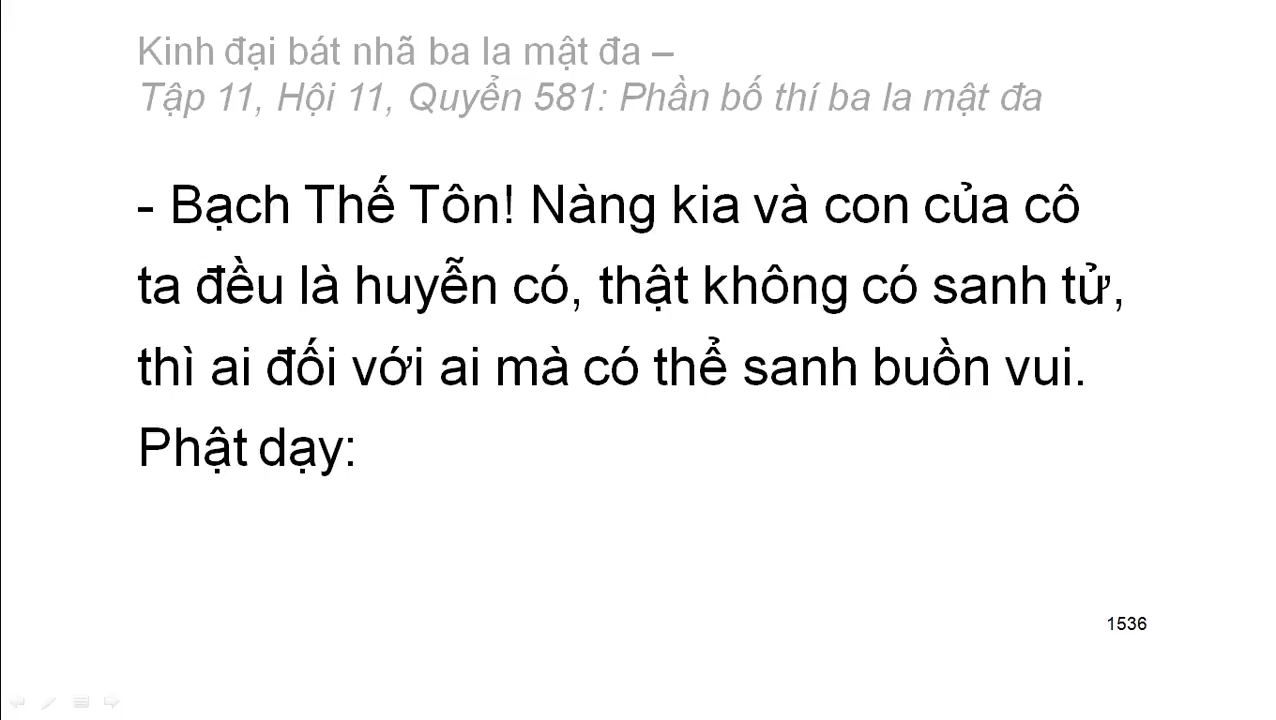 Kinh đại bát nhã ba la mật đa –
Tập 11, Hội 11, Quyển 581: Phần bố thí ba la mật đa
- Bạch Thế Tôn! Nàng kia và con của cô
ta đều là huyễn có, thật không có sanh tử,
thì ai đối với ai mà có thể sanh buồn vui.
Phật dạy:
1536